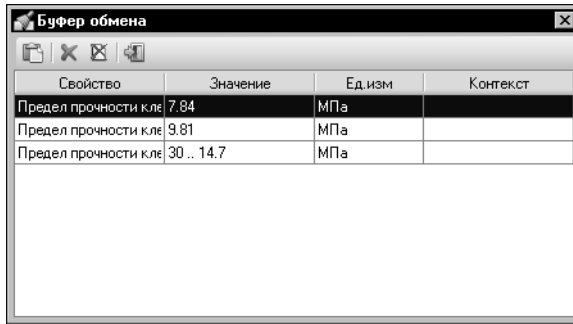 Буфер обмена
Свойство Значение Ед.изм Контекст
Предел прочности кле 7.84 МПа
Предел прочности кле 9.81 МПа
Предел прочности кле 30 .. 14.7 МПа